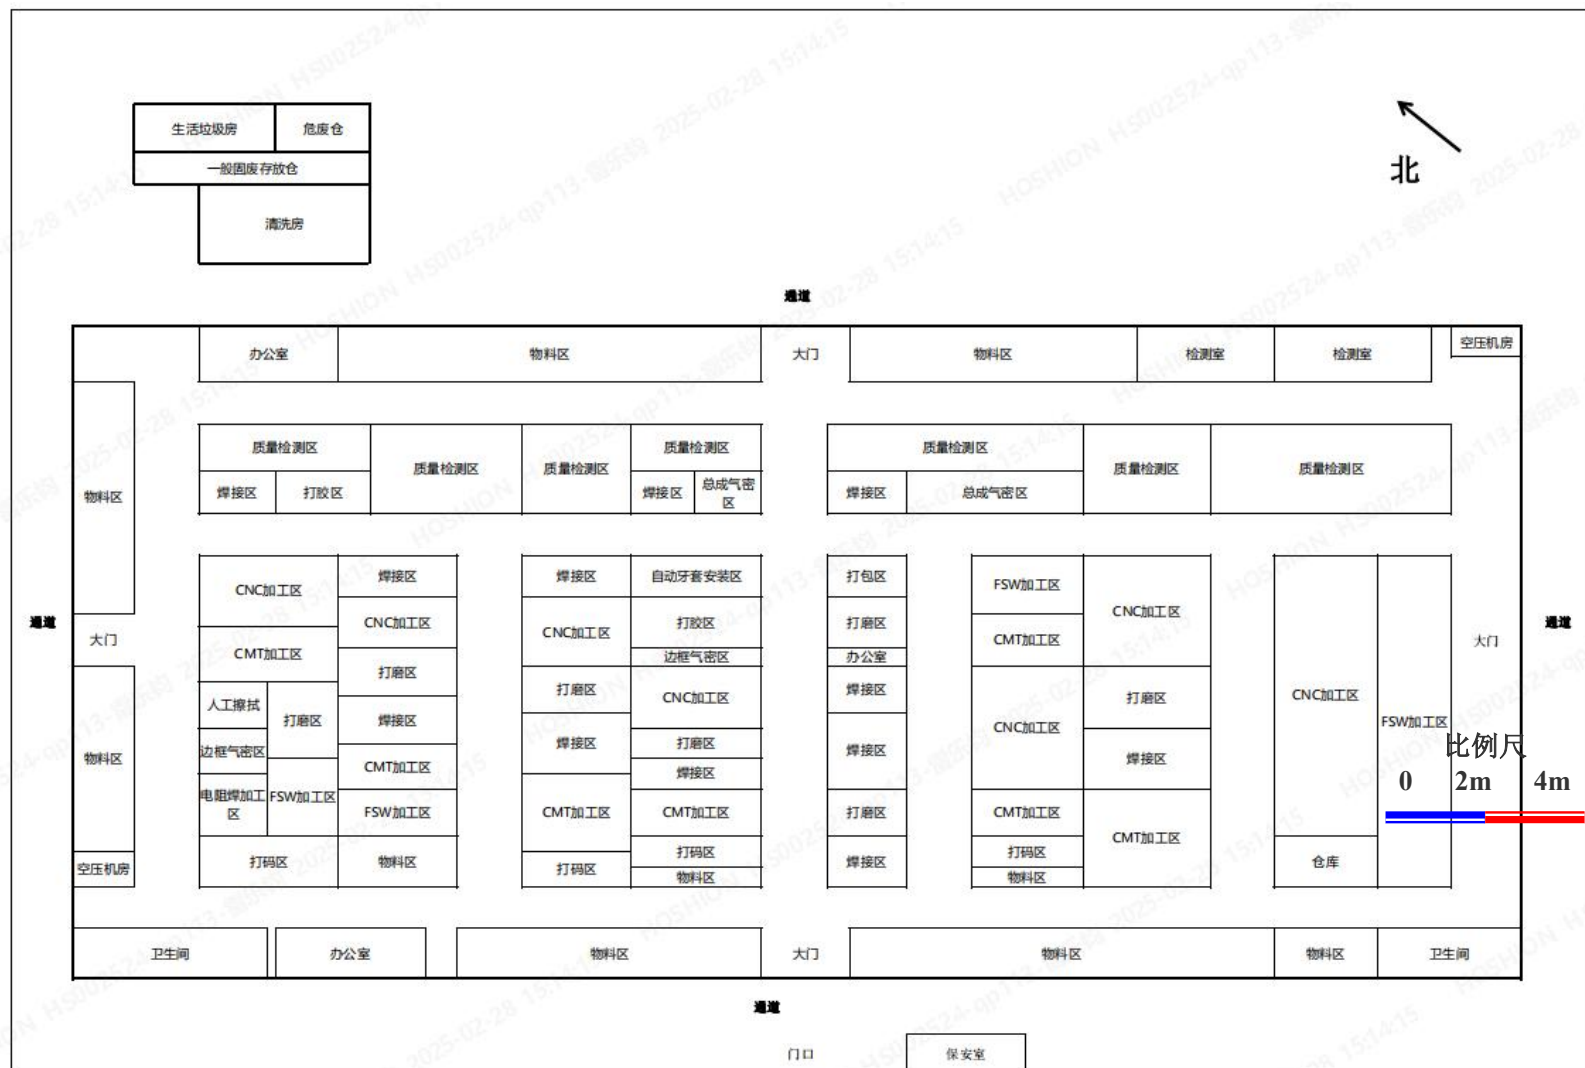 生活垃圾房 危废仓
一般固废存放仓
清洗房
北
通道
办公室 物料区 大门 物料区 检测室 检测室 空压机房
质量检测区 质量检测区 质量检测区 质量检测区 质量检测区 质量检测区 质量检测区
焊接区 打胶区 焊接区 总成气密区 焊接区 总成气密区
物料区
通道
大门
物料区
空压机房
CNC加工区
CMT加工区
人工擦拭
边框气密区
电阻焊加工区
打磨区
FSW加工区
打码区
焊接区
CNC加工区
打磨区
焊接区
CMT加工区
FSW加工区
物料区
焊接区
CNC加工区
打磨区
焊接区
CMT加工区
打码区
自动牙套安装区
打胶区
边框气密区
CNC加工区
打磨区
焊接区
CMT加工区
打码区
物料区
打包区
打磨区
办公室
焊接区
焊接区
打磨区
焊接区
FSW加工区
CMT加工区
CNC加工区
CMT加工区
打码区
物料区
CNC加工区
打磨区
焊接区
CMT加工区
CNC加工区
仓库
FSW加工区
大门
通道
比例尺
0 2m 4m
卫生间 办公室 物料区 大门 物料区 物料区 卫生间
通道
门口 保安室
HOSHION HS002524-qp113 2025-02-28 15:14:15